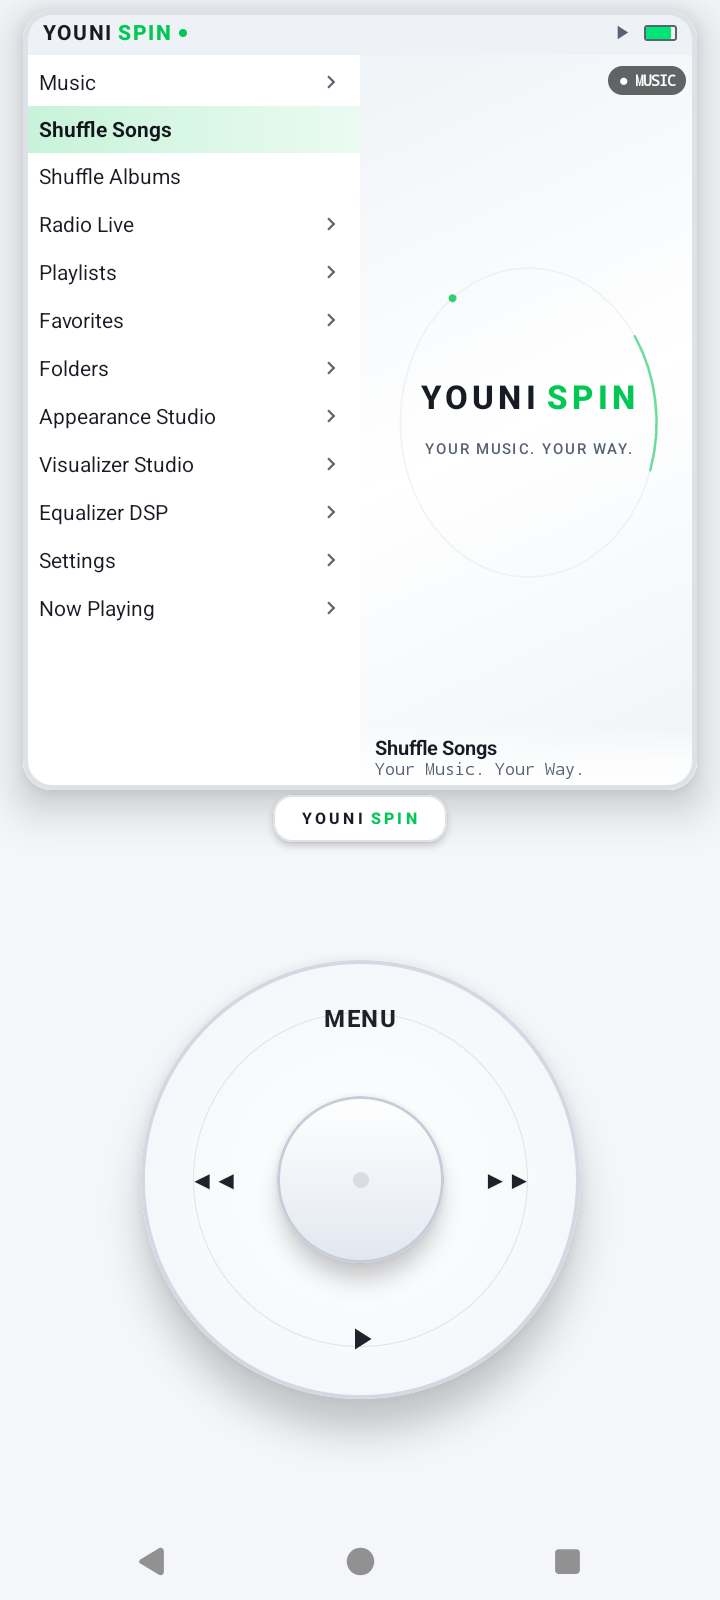 YOUNI SPIN
Music
Shuffle Songs
Shuffle Albums
Radio Live
Playlists
Favorites
Folders
Appearance Studio
Visualizer Studio
Equalizer DSP
Settings
Now Playing
MUSIC
YOUNI SPIN
YOUR MUSIC. YOUR WAY.
Shuffle Songs
Your Music. Your Way.
YOUNI SPIN
MENU